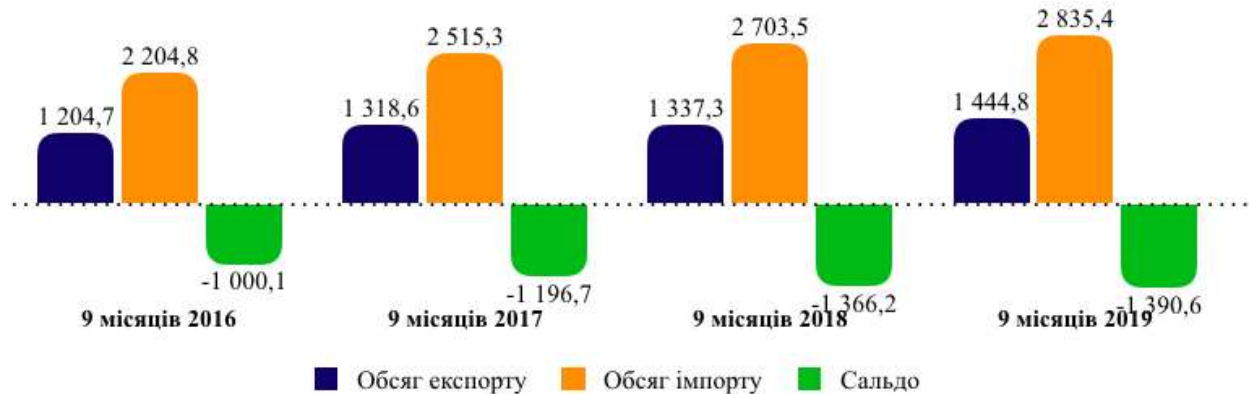 1 204,7
2 204,8
-1 000,1
9 місяців 2016
1 318,6
2 515,3
-1 196,7
9 місяців 2017
1 337,3
2 703,5
-1 366,2
9 місяців 2018
1 444,8
2 835,4
-1 390,6
9 місяців 2019
Обсяг експорту
Обсяг імпорту
Сальдо